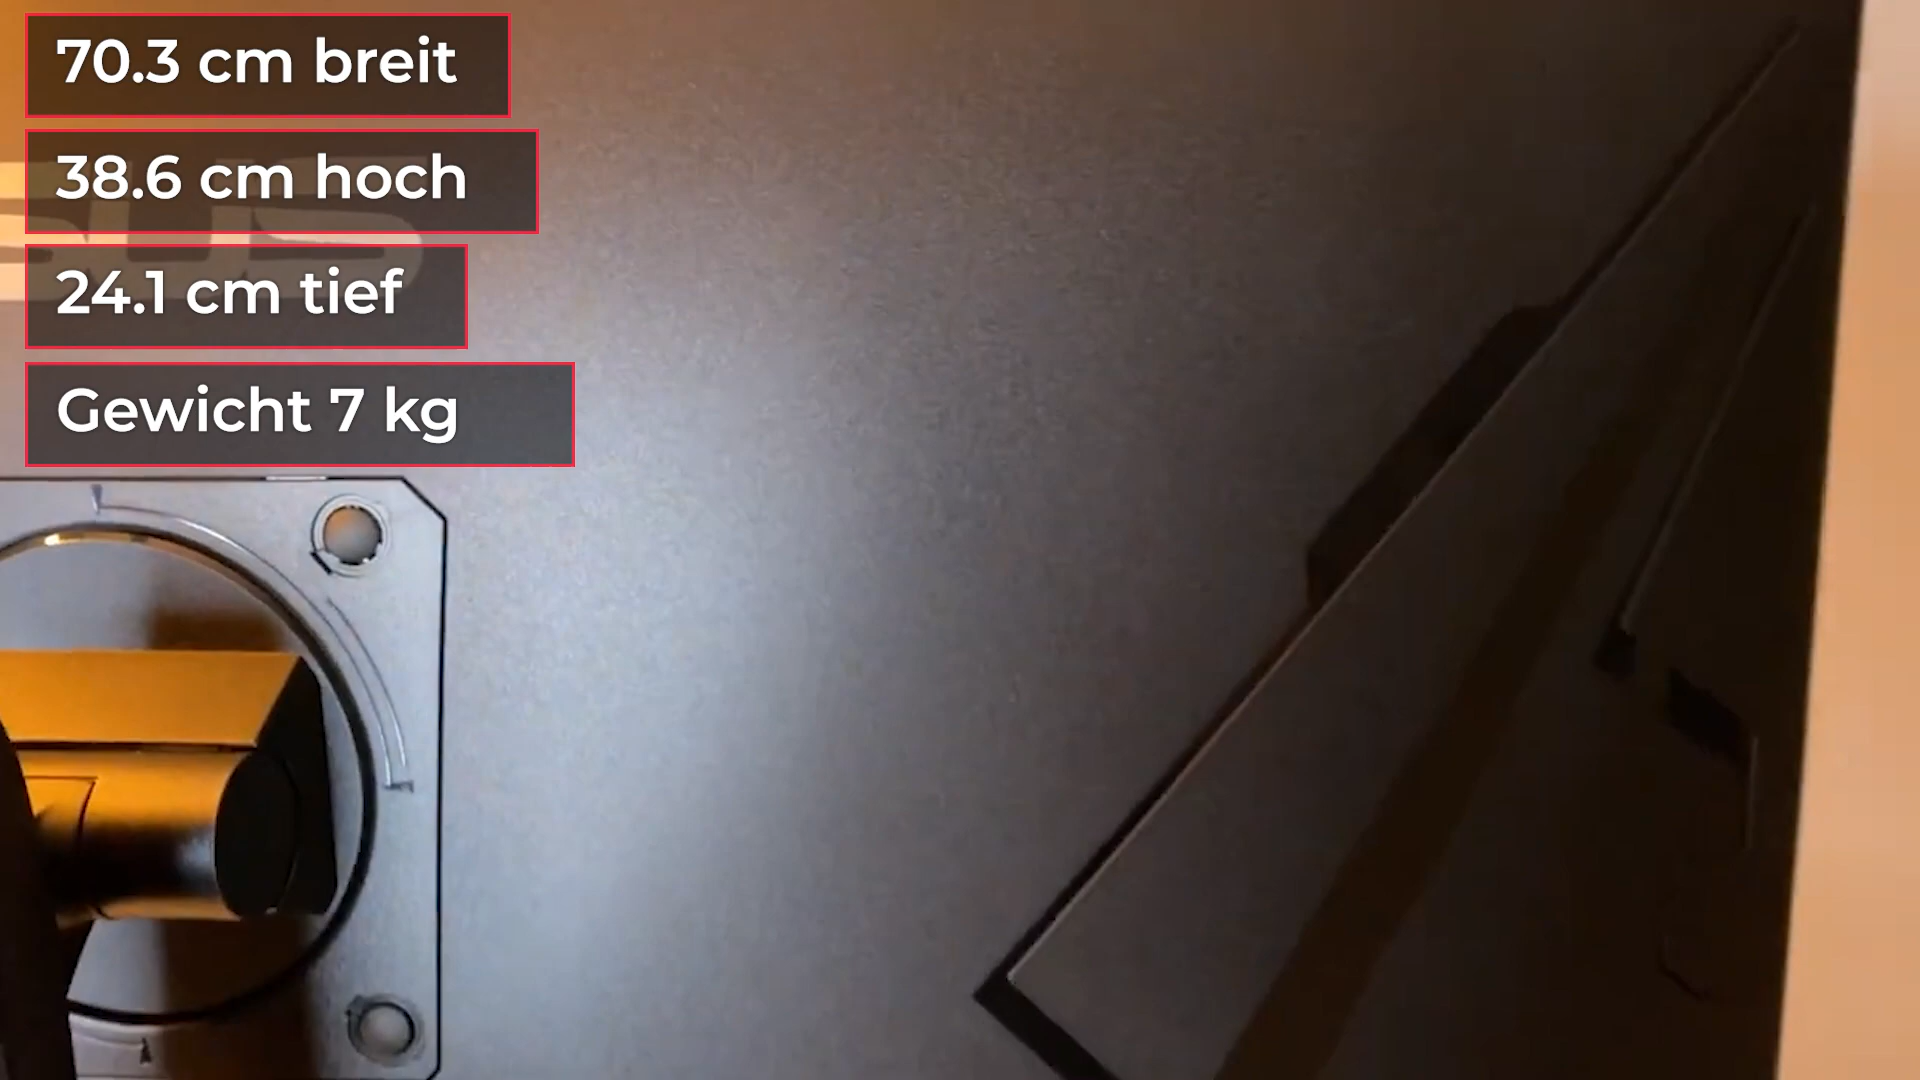 70.3 cm breit
38.6 cm hoch
24.1 cm tief
Gewicht 7 kg